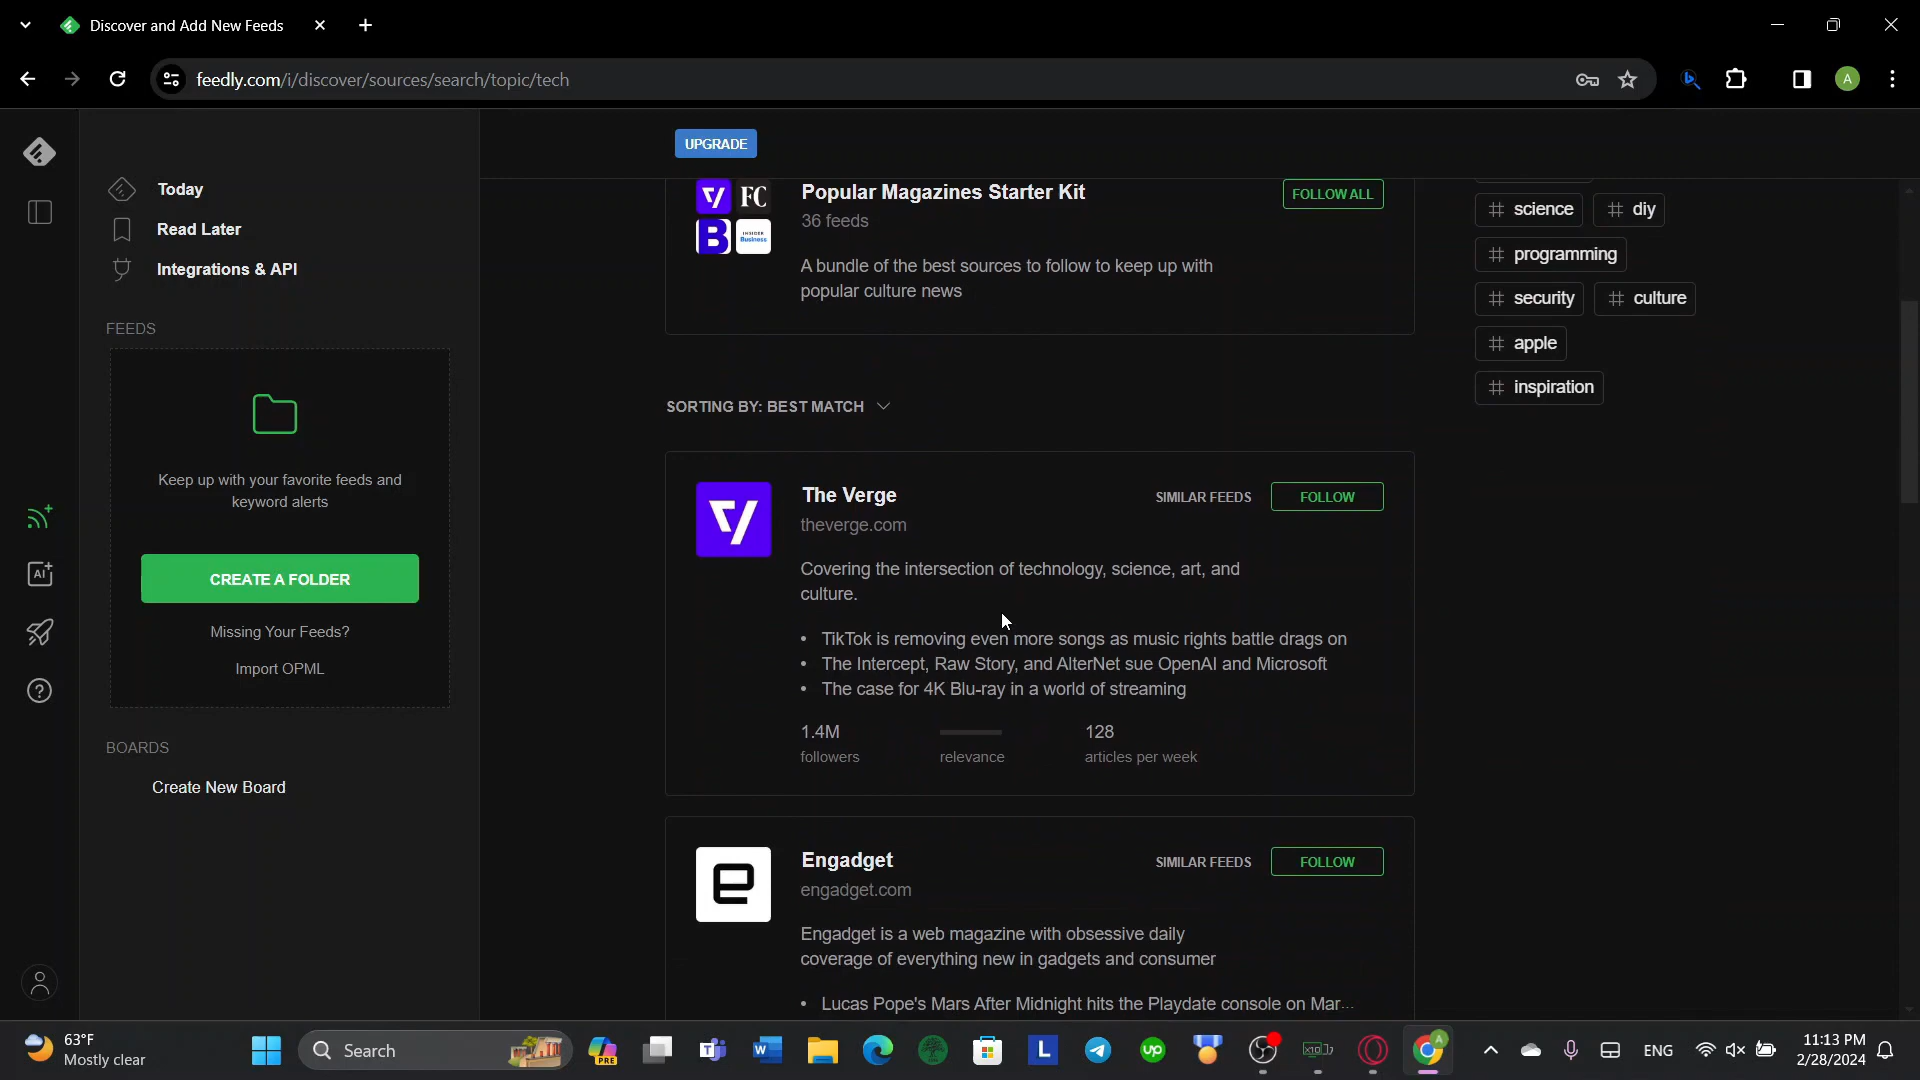 Discover and Add New Feeds
feedly.com/i/discover/sources/search/topic/tech
A
UPGRADE
Today
Read Later
Integrations & API
FEEDS
Keep up with your favorite feeds and
keyword alerts
CREATE A FOLDER
Missing Your Feeds?
Import OPML
BOARDS
Create New Board
AI
FC
B
INSIDER
Business
Popular Magazines Starter Kit
FOLLOW ALL
36 feeds
A bundle of the best sources to follow to keep up with
popular culture news
# science # diy
# programming
# security # culture
# apple
# inspiration
SORTING BY: BEST MATCH
The Verge SIMILAR FEEDS FOLLOW
theverge.com
Covering the intersection of technology, science, art, and
culture.
• TikTok is removing even more songs as music rights battle drags on
• The Intercept, Raw Story, and AlterNet sue OpenAI and Microsoft
• The case for 4K Blu-ray in a world of streaming
1.4M 128
followers relevance articles per week
Engadget SIMILAR FEEDS FOLLOW
engadget.com
Engadget is a web magazine with obsessive daily
coverage of everything new in gadgets and consumer
• Lucas Pope's Mars After Midnight hits the Playdate console on Mar...
63°F
Mostly clear
Search
PRE
L
up
ENG
11:13 PM
2/28/2024